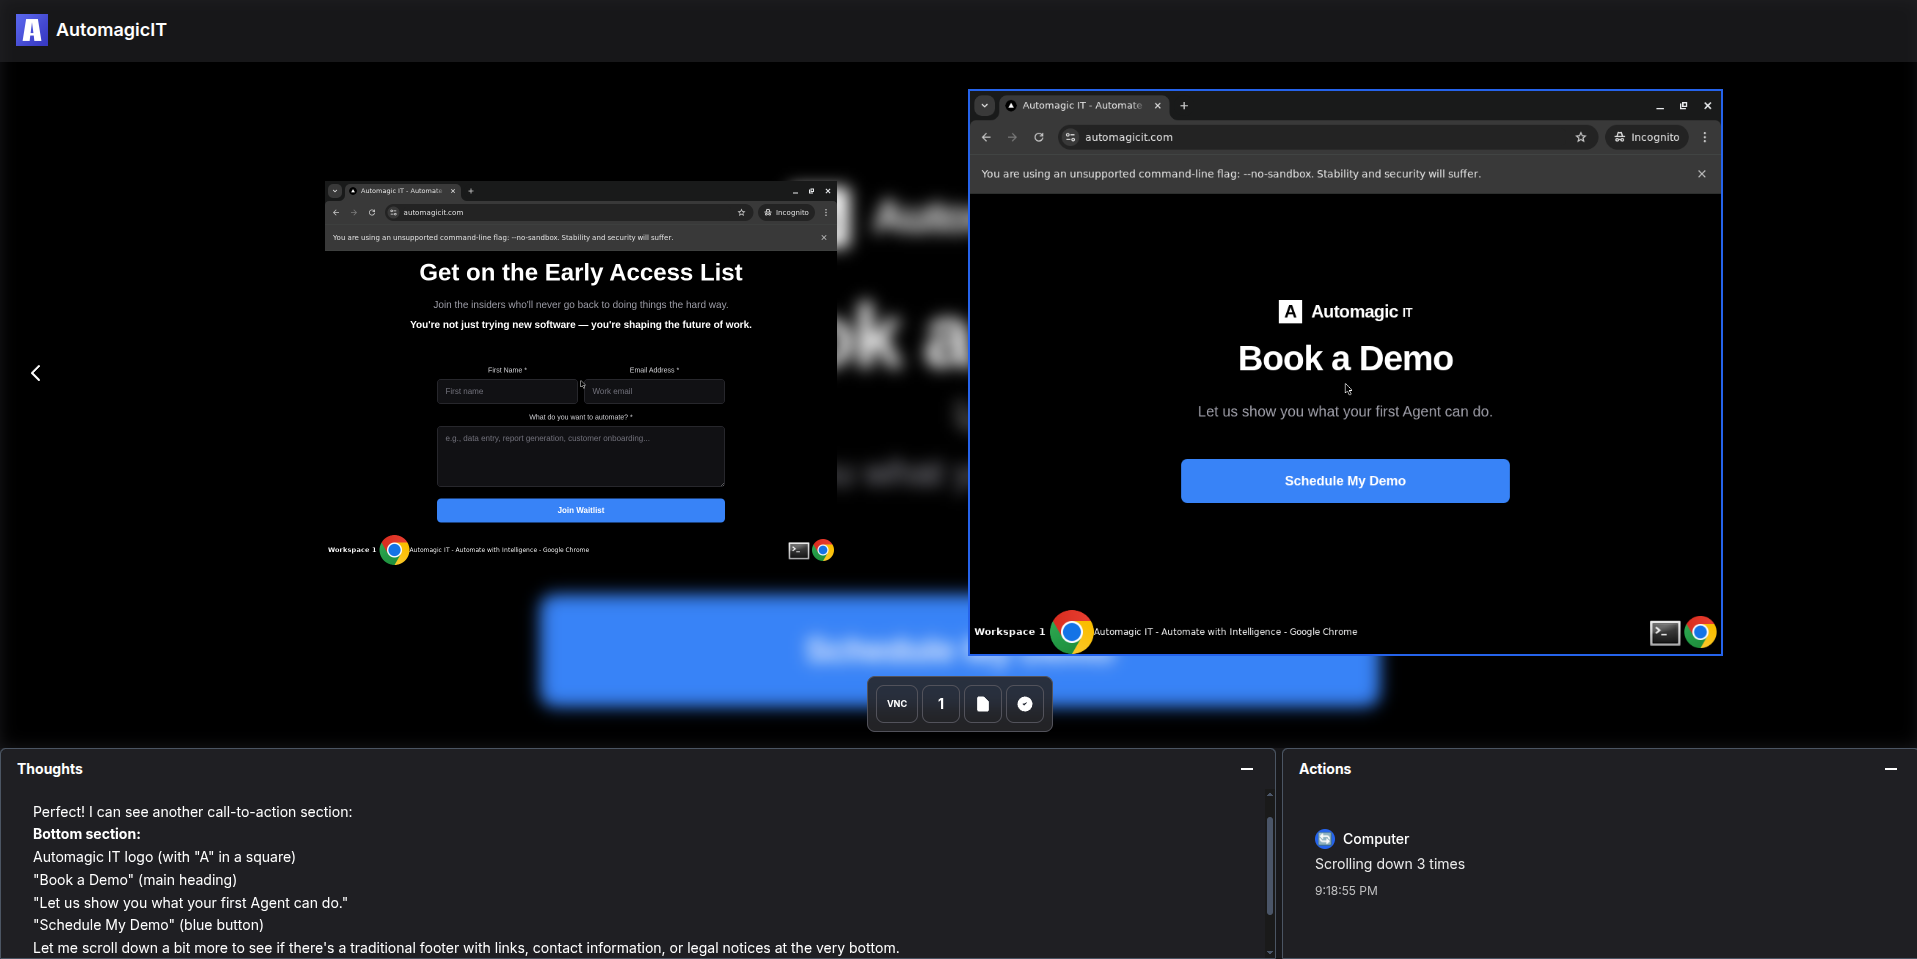 A AutomagicIT
Automagic IT - Automate
automagicit.com
Incognito
You are using an unsupported command-line flag: --no-sandbox. Stability and security will suffer.
Get on the Early Access List
Join the insiders who'll never go back to doing things the hard way.
You're not just trying new software — you're shaping the future of work.
First Name *
Email Address *
First name
Work email
What do you want to automate? *
e.g., data entry, report generation, customer onboarding...
Join Waitlist
Workspace 1
Automagic IT - Automate with Intelligence - Google Chrome
Automagic IT - Automate
automagicit.com
Incognito
You are using an unsupported command-line flag: --no-sandbox. Stability and security will suffer.
A Automagic IT
Book a Demo
Let us show you what your first Agent can do.
Schedule My Demo
Workspace 1
Automagic IT - Automate with Intelligence - Google Chrome
VNC
1
Thoughts
Perfect! I can see another call-to-action section:
Bottom section:
Automagic IT logo (with "A" in a square)
"Book a Demo" (main heading)
"Let us show you what your first Agent can do."
"Schedule My Demo" (blue button)
Let me scroll down a bit more to see if there's a traditional footer with links, contact information, or legal notices at the very bottom.
Actions
Computer
Scrolling down 3 times
9:18:55 PM